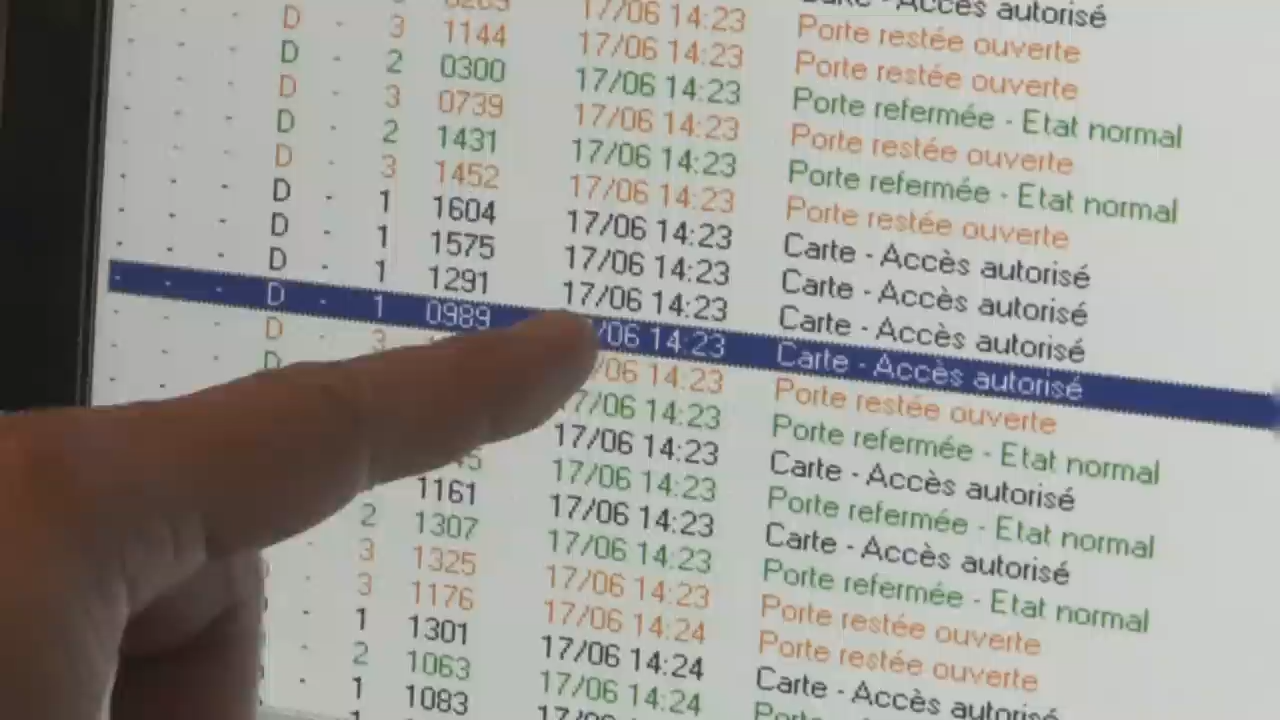 Carte - Accès autorisé
3 17/06 14:23 Porte restée ouverte
D - 3 1144 17/06 14:23 Porte restée ouverte
- - - D - 2 0300 17/06 14:23 Porte refermée - Etat normal
- - - D - 3 0739 17/06 14:23 Porte restée ouverte
- - - D - 2 1431 17/06 14:23 Porte refermée - Etat normal
- - - D - 3 1452 17/06 14:23 Porte restée ouverte
- - - D - 1 1604 17/06 14:23 Carte - Accès autorisé
- - - D - 1 1575 17/06 14:23 Carte - Accès autorisé
- - - D - 1 1291 17/06 14:23 Carte - Accès autorisé
- - - D - 1 0989 /06 14:23 Carte - Accès autorisé
- - - D - 3 /06 14:23 Porte restée ouverte
- - - D 7/06 14:23 Porte refermée - Etat normal
17/06 14:23 Carte - Accès autorisé
45 17/06 14:23 Porte refermée - Etat normal
1161 17/06 14:23 Carte - Accès autorisé
2 1307 17/06 14:23 Porte refermée - Etat normal
- 3 1325 17/06 14:23 Porte restée ouverte
- 3 1176 17/06 14:24 Porte restée ouverte
1 1301 17/06 14:24 Carte - Accès autorisé
- 2 1063 17/06 14:24 Porte
- 1 1083 17/06